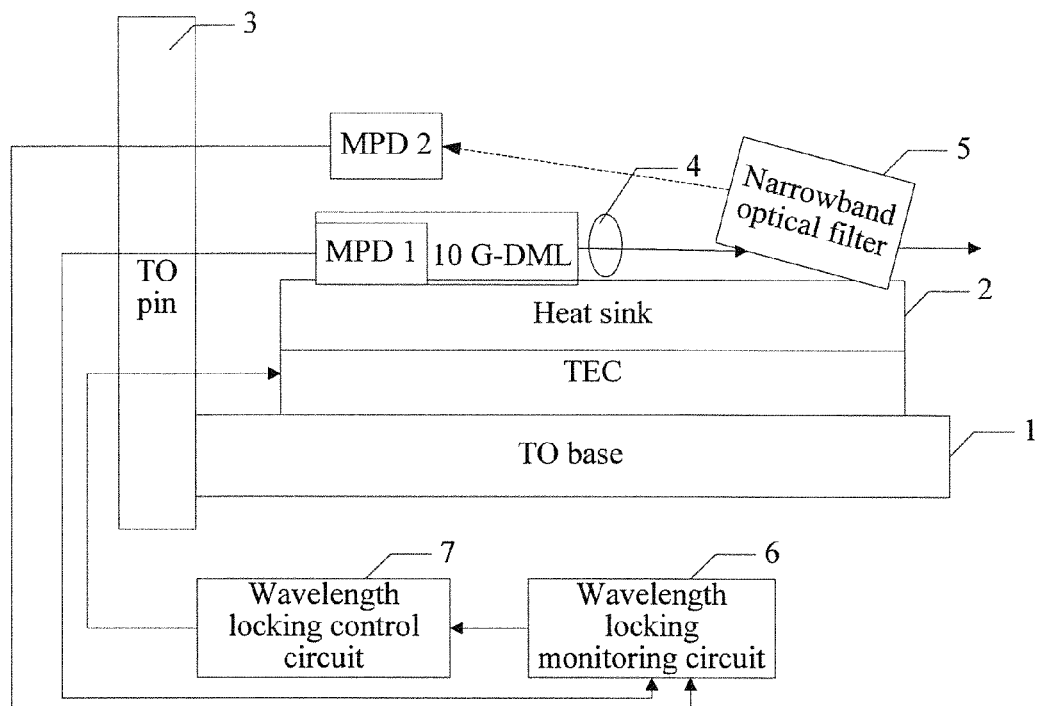 3
MPD 2
4
5
Narrowband
optical filter
MPD 1
10 G-DML
TO
pin
2
Heat sink
TEC
1
TO base
7
6
Wavelength
locking control
circuit
Wavelength
locking
monitoring circuit